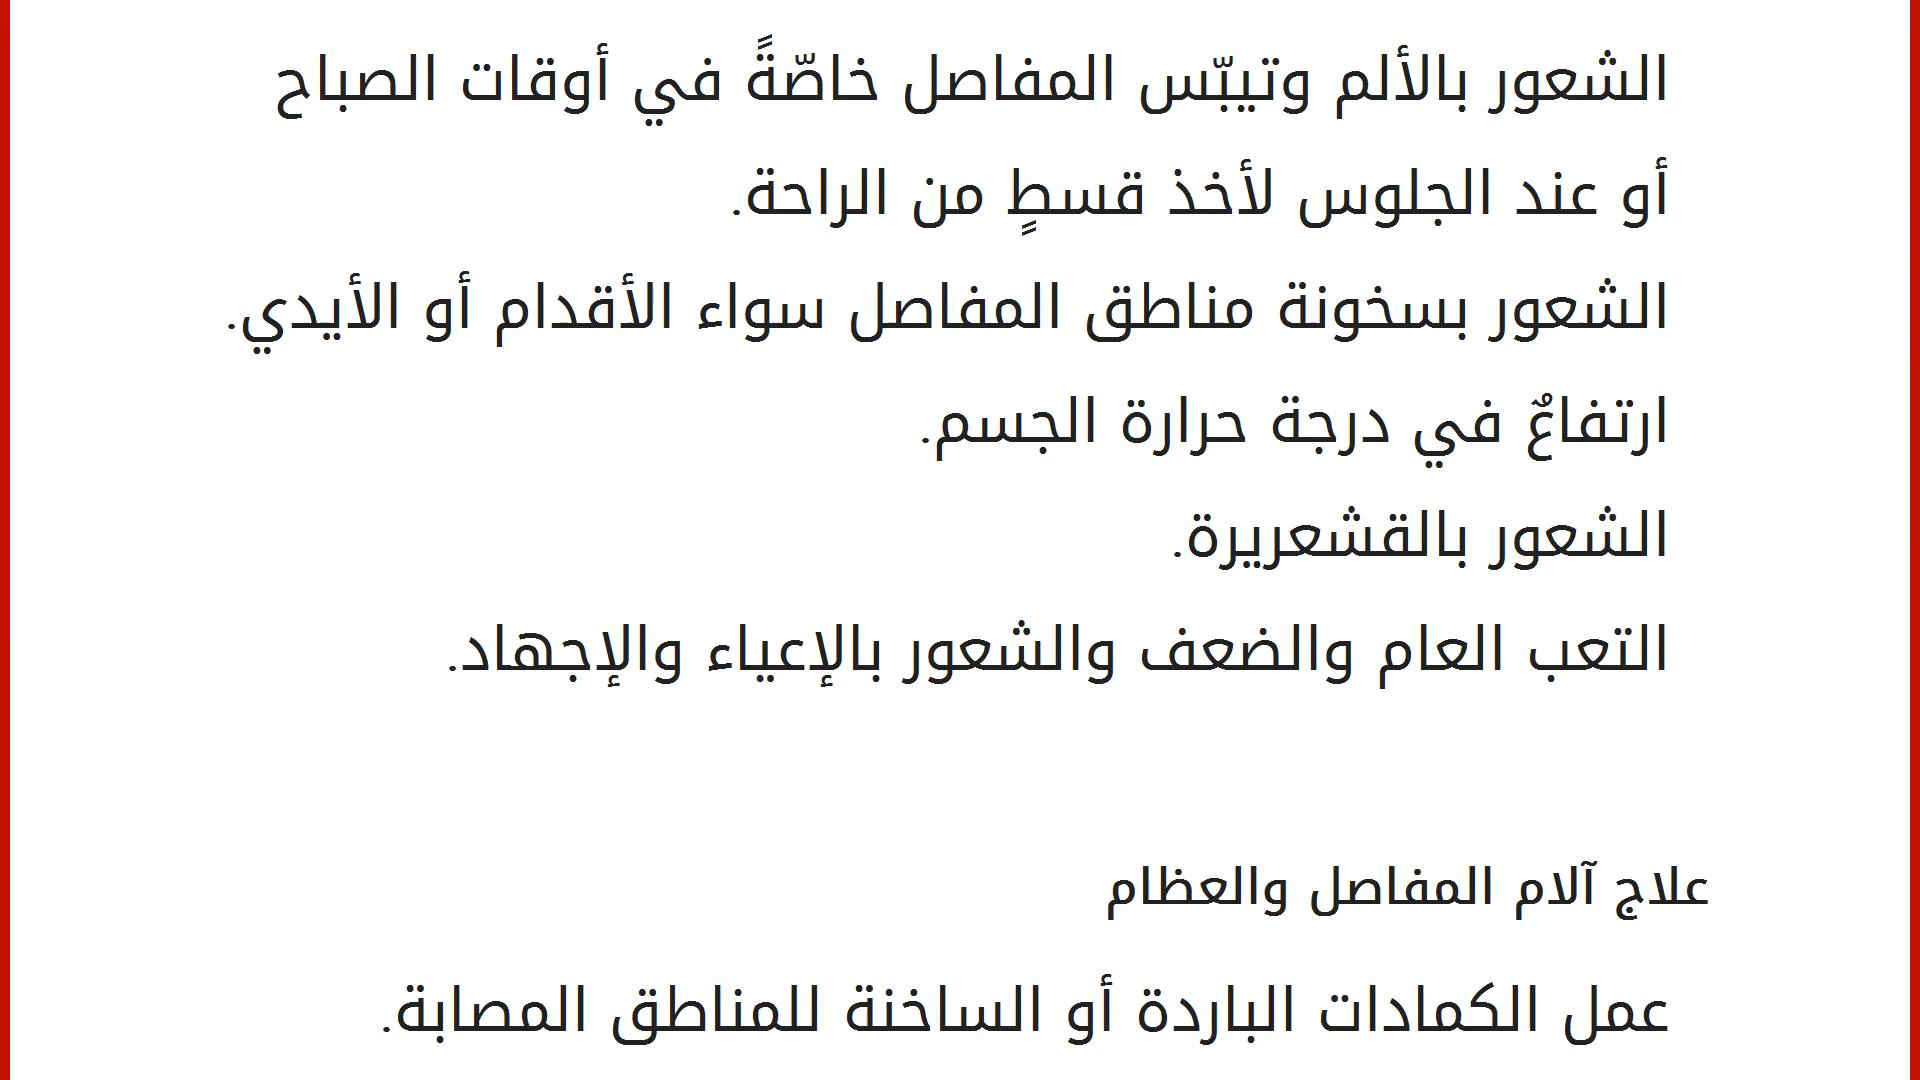 الشعور بالألم وتيبّس المفاصل خاصّةً في أوقات الصباح
أو عند الجلوس لأخذ قسطٍ من الراحة.
الشعور بسخونة مناطق المفاصل سواء الأقدام أو الأيدي.
ارتفاعٌ في درجة حرارة الجسم.
الشعور بالقشعريرة.
التعب العام والضعف والشعور بالإعياء والإجهاد.
علاج آلام المفاصل والعظام
عمل الكمادات الباردة أو الساخنة للمناطق المصابة.